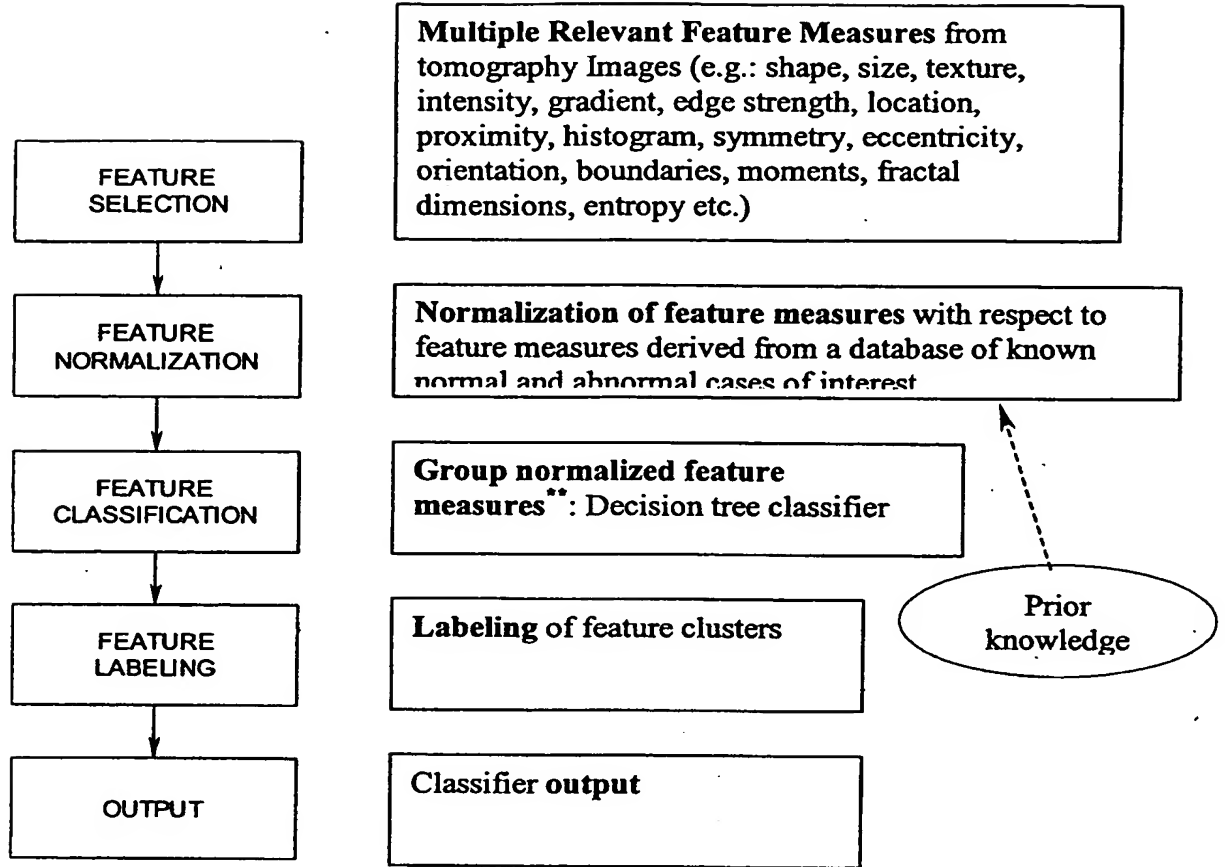 Multiple Relevant Feature Measures from
tomography Images (e.g.: shape, size, texture,
intensity, gradient, edge strength, location,
proximity, histogram, symmetry, eccentricity,
orientation, boundaries, moments, fractal
dimensions, entropy etc.)
FEATURE
SELECTION
Normalization of feature measures with respect to
feature measures derived from a database of known
normal and abnormal cases of interest
FEATURE
NORMALIZATION
Group normalized feature
measures**: Decision tree classifier
FEATURE
CLASSIFICATION
Labeling of feature clusters
FEATURE
LABELING
Prior
knowledge
Classifier output
OUTPUT